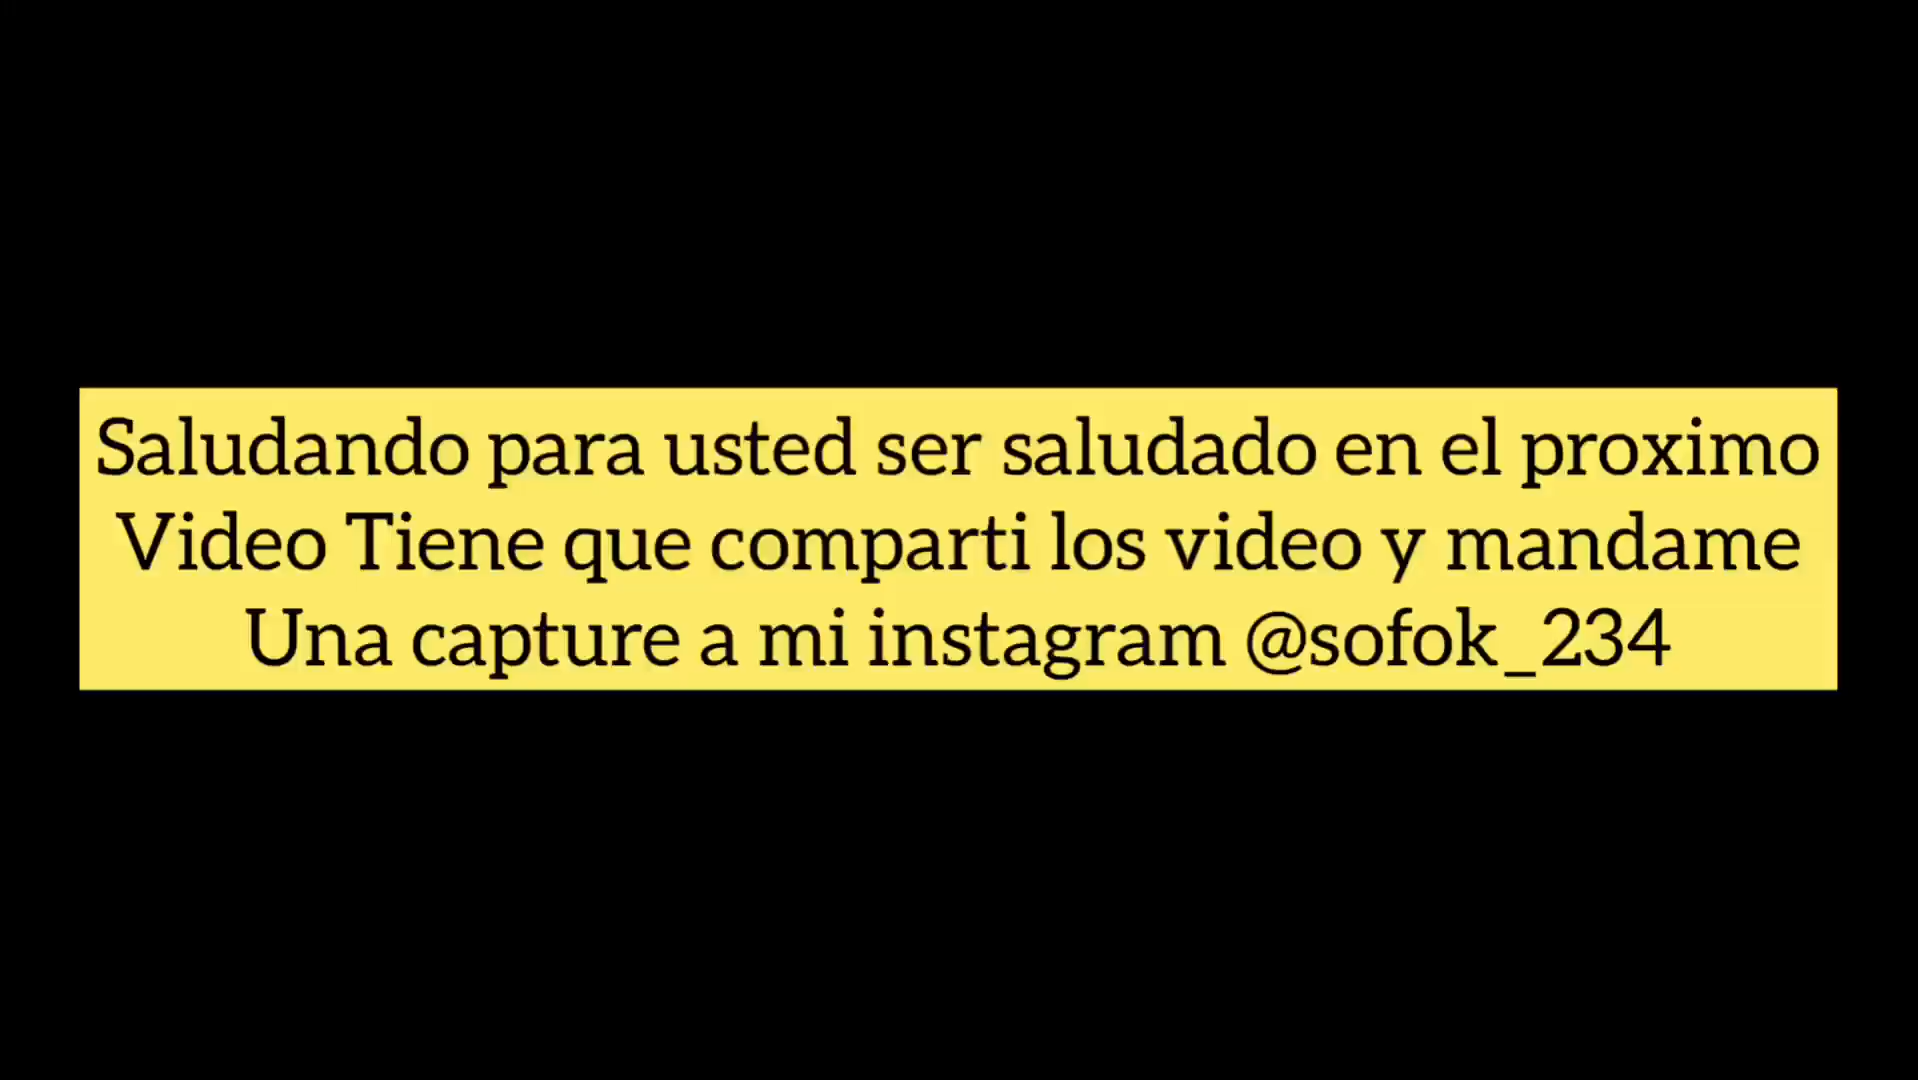 Saludando para usted ser saludado en el proximo
Video Tiene que comparti los video y mandame
Una capture a mi instagram @sofok_234